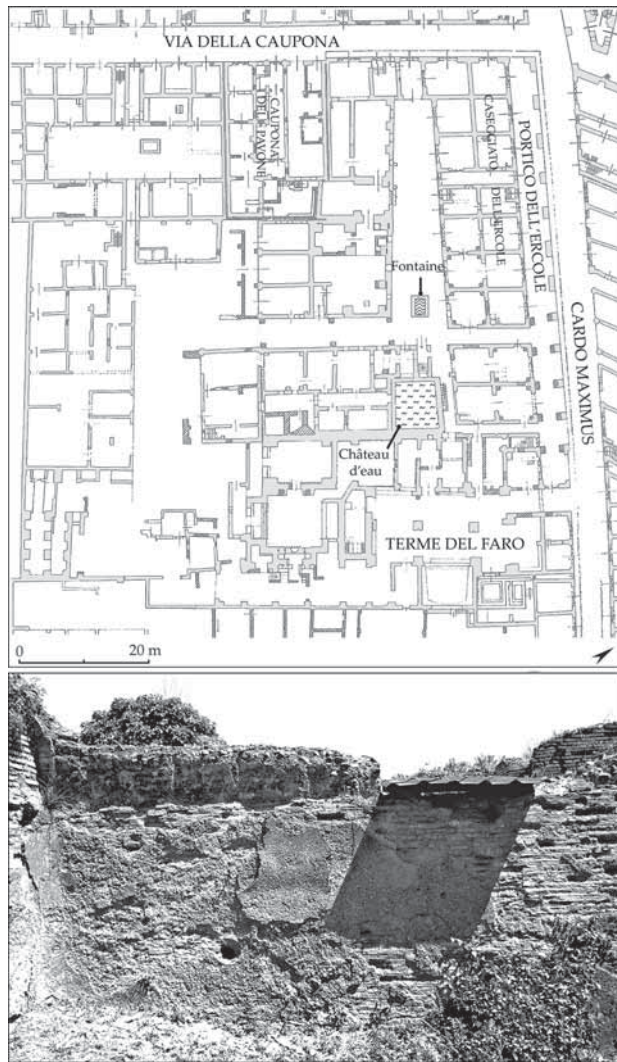 VIA DELLA CAUPONA
CAUPONA
DEL PAVONE
CASEGGIATO
DELL'ERCOLE
PORTICO DELL'ERCOLE
Fontaine
CARDO MAXIMUS
Château
d'eau
TERME DEL FARO
0 20 m